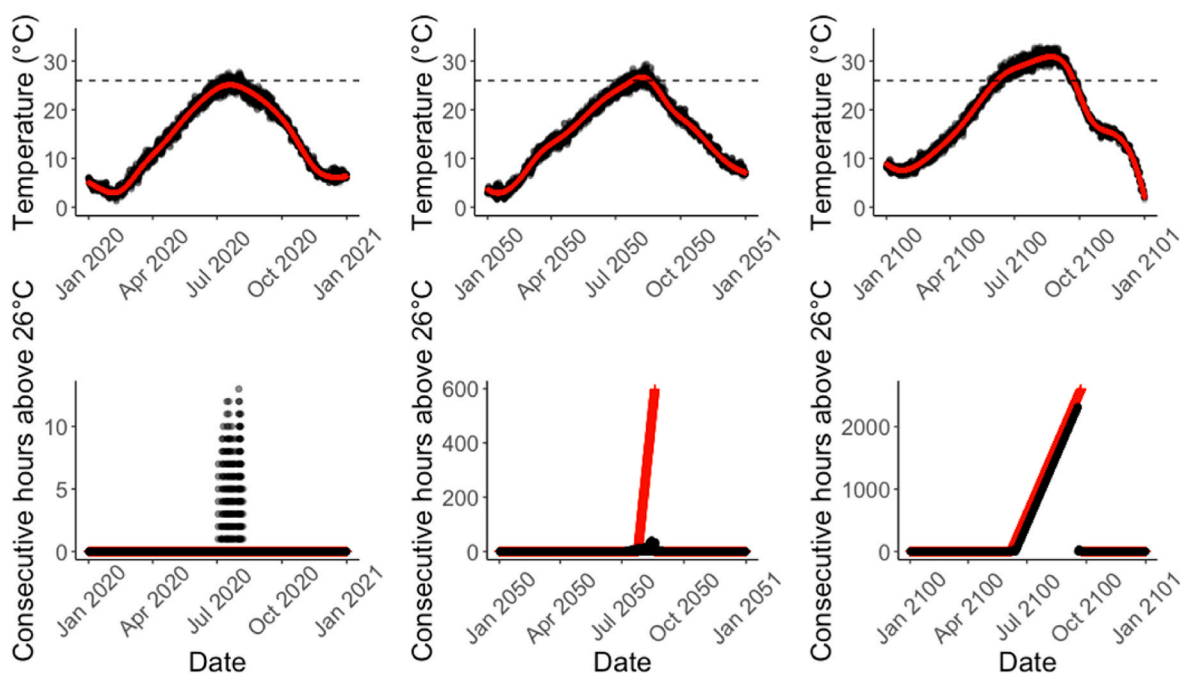 Temperature (°C)
30
20
10
0
Jan 2020
Apr 2020
Jul 2020
Oct 2020
Jan 2021
Temperature (°C)
30
20
10
0
Jan 2050
Apr 2050
Jul 2050
Oct 2050
Jan 2051
Temperature (°C)
30
20
10
0
Jan 2100
Apr 2100
Jul 2100
Oct 2100
Jan 2101
Consecutive hours above 26°C
10
5
0
Jan 2020
Apr 2020
Jul 2020
Oct 2020
Jan 2021
Date
Consecutive hours above 26°C
600
400
200
0
Jan 2050
Apr 2050
Jul 2050
Oct 2050
Jan 2051
Date
Consecutive hours above 26°C
2000
1000
0
Jan 2100
Apr 2100
Jul 2100
Oct 2100
Jan 2101
Date